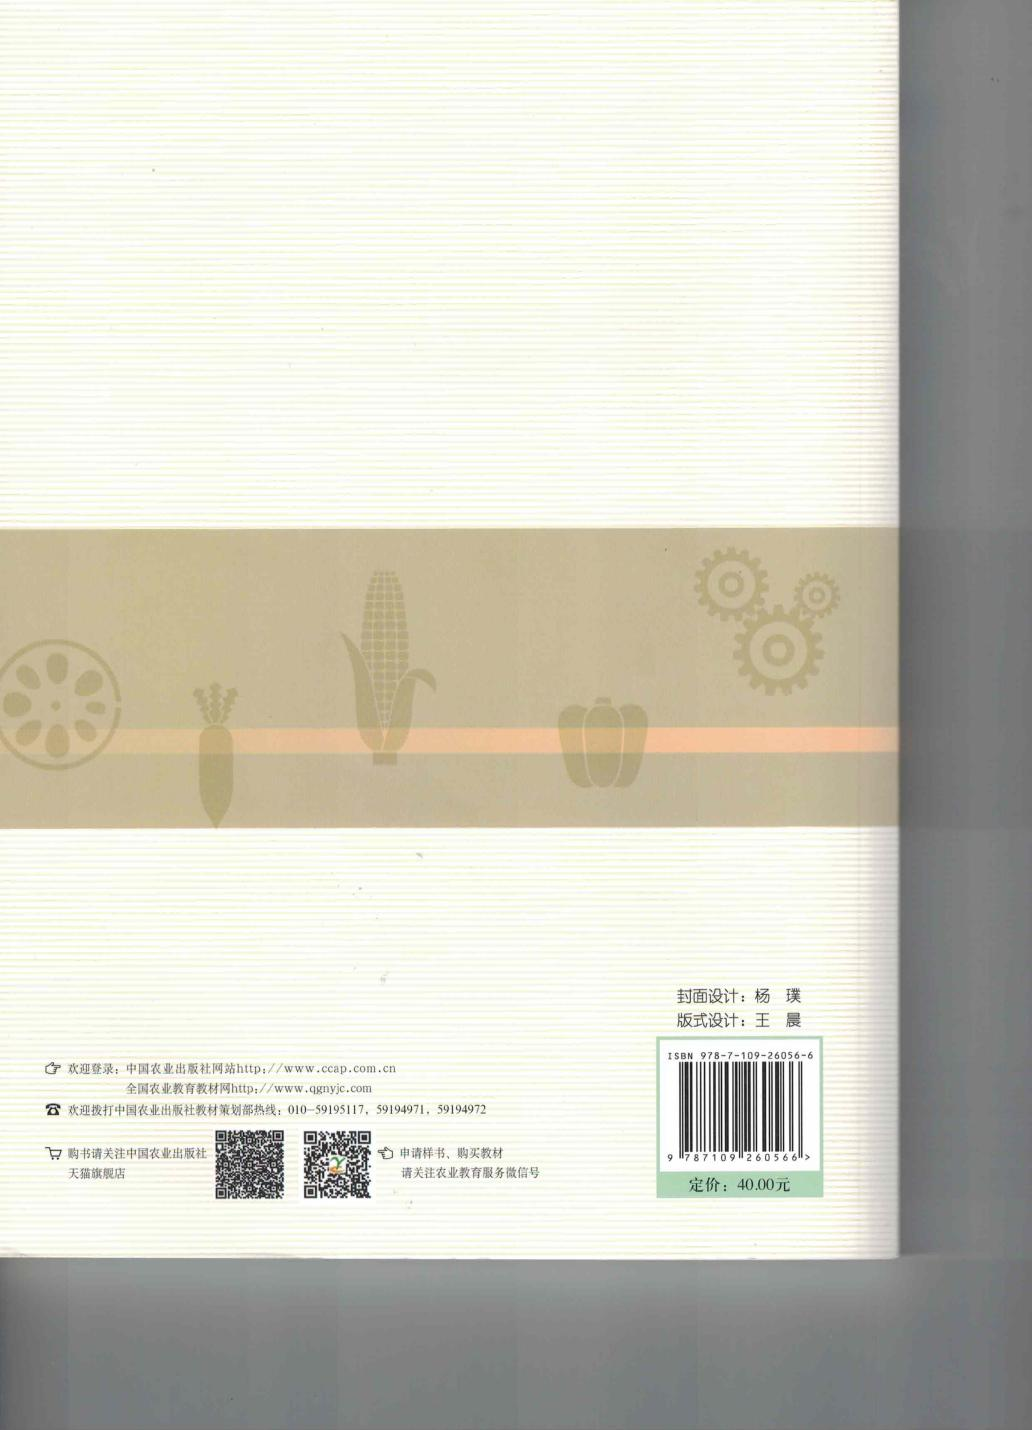 封面设计：杨　璞
版式设计：王　晨
ISBN 978-7-109-26056-6
9 787109 260566 >
定价：40.00元
欢迎登录：中国农业出版社网站http://www.ccap.com.cn
全国农业教育教材网http://www.qgnyjc.com
欢迎拨打中国农业出版社教材策划部热线：010-59195117，59194971，59194972
购书请关注中国农业出版社
天猫旗舰店
申请样书、购买教材
请关注农业教育服务微信号